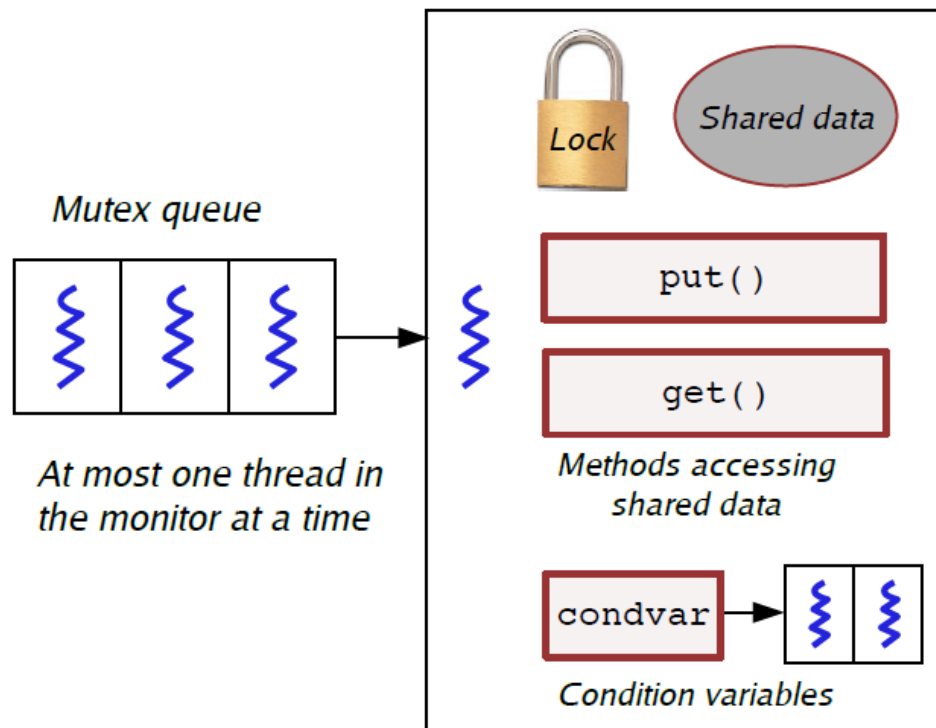 Lock
Shared data
Mutex queue
put()
get()
At most one thread in
the monitor at a time
Methods accessing
shared data
condvar
Condition variables